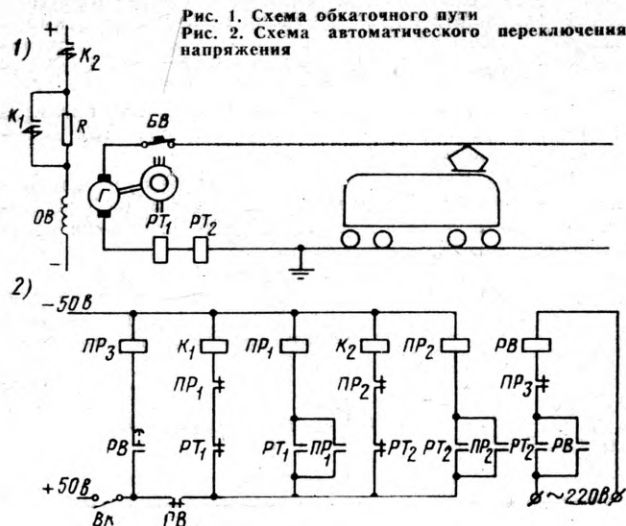 Рис. 1. Схема обкаточного пути
Рис. 2. Схема автоматического переключения
напряжения
1)
+
K₂
K₁
R
БВ
Г
ОВ
РТ₁ РТ₂
−
2)
−50в
ПР₃ K₁ ПР₁ K₂ ПР₂ РВ
ПР₁ ПР₂ ПР₃
РВ РТ₁ РТ₁ ПР₁ РТ₂ РТ₂ ПР₂ РТ₂ РВ
+50в ~220в
Вк